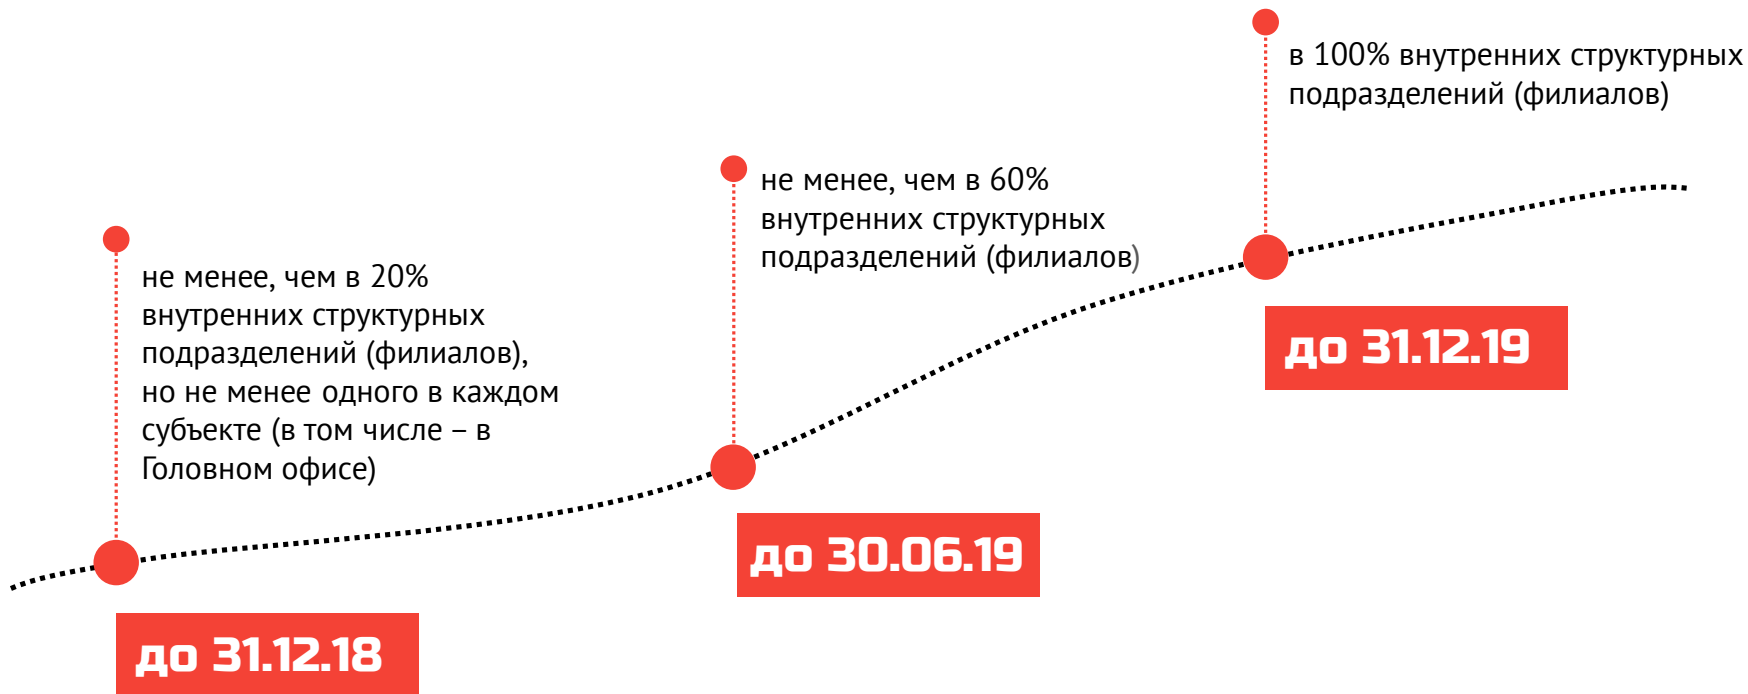 не менее, чем в 20%
внутренних структурных
подразделений (филиалов),
но не менее одного в каждом
субъекте (в том числе – в
Головном офисе)
до 31.12.18
не менее, чем в 60%
внутренних структурных
подразделений (филиалов)
до 30.06.19
в 100% внутренних структурных
подразделений (филиалов)
до 31.12.19